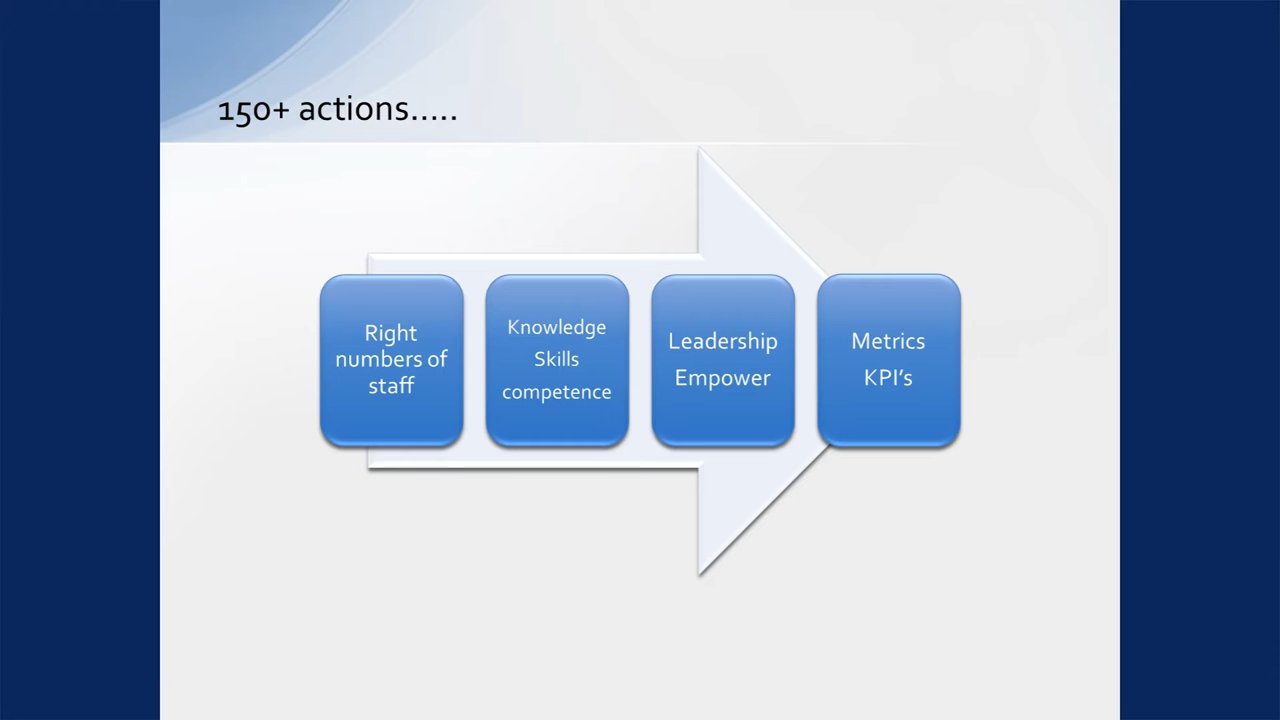 150+ actions.....
Right
numbers of
staff
Knowledge
Skills
competence
Leadership
Empower
Metrics
KPI’s